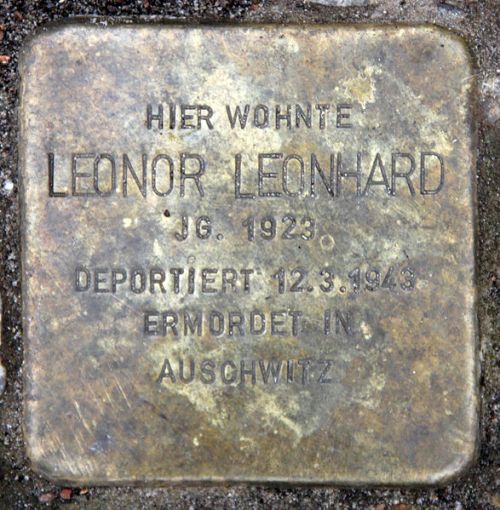 HIER WOHNTE
LEONOR LEONHARD
JG. 1923
DEPORTIERT 12.3.1943
ERMORDET IN
AUSCHWITZ